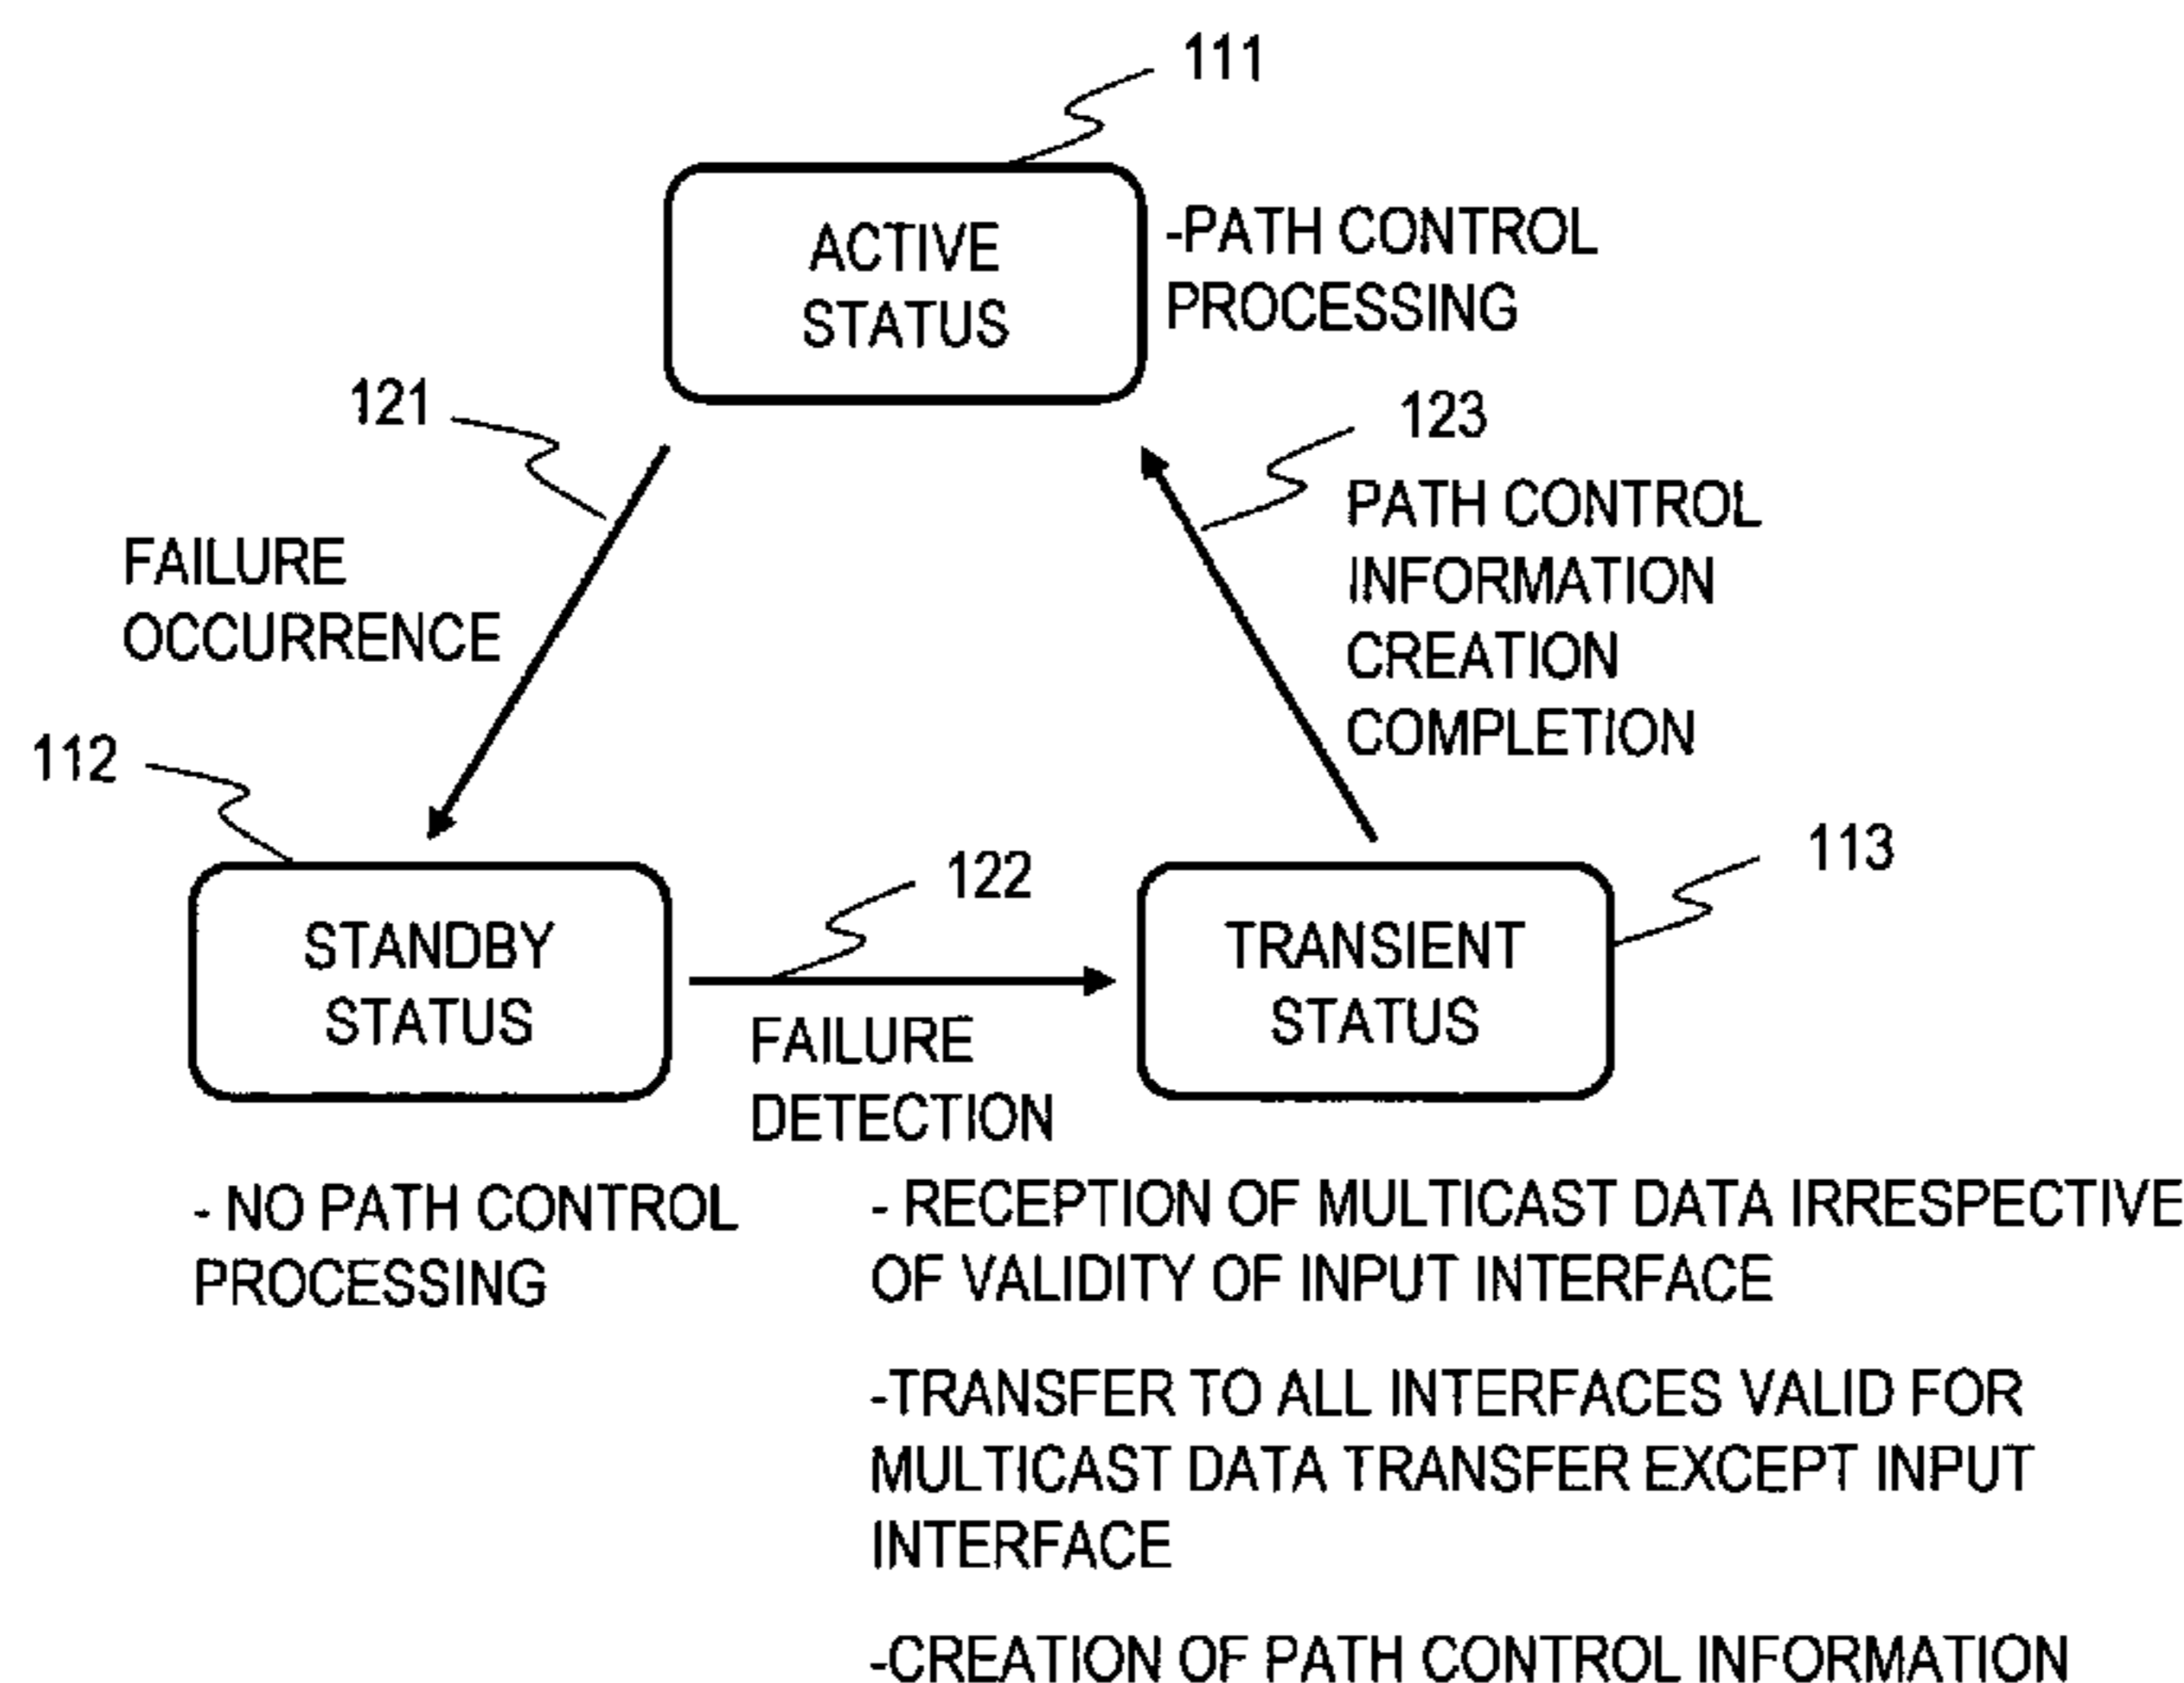 111
ACTIVE
STATUS
-PATH CONTROL
PROCESSING
121
123
FAILURE
OCCURRENCE
PATH CONTROL
INFORMATION
CREATION
COMPLETION
112
122
113
STANDBY
STATUS
FAILURE
DETECTION
TRANSIENT
STATUS
- NO PATH CONTROL
PROCESSING
- RECEPTION OF MULTICAST DATA IRRESPECTIVE
OF VALIDITY OF INPUT INTERFACE
-TRANSFER TO ALL INTERFACES VALID FOR
MULTICAST DATA TRANSFER EXCEPT INPUT
INTERFACE
-CREATION OF PATH CONTROL INFORMATION